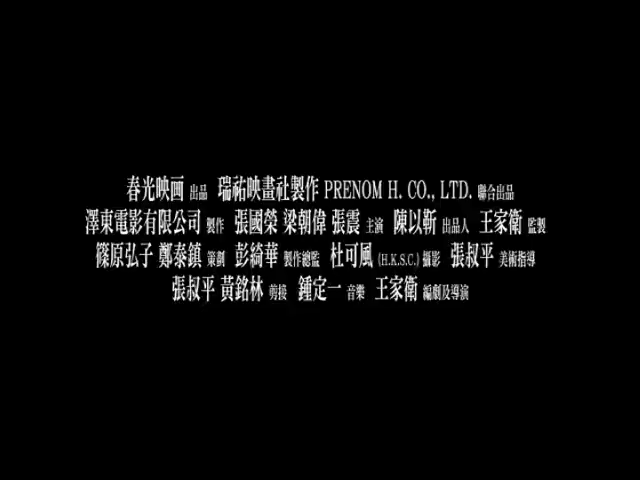 春光映画 出品 瑞祐映畫社製作 PRENOM H. CO., LTD. 聯合出品
澤東電影有限公司 製作 張國榮 梁朝偉 張震 主演 陳以靳 出品人 王家衛 監製
篠原弘子 鄭泰鎮 策劃 彭綺華 製作總監 杜可風 (H.K.S.C.) 攝影 張叔平 美術指導
張叔平 黃銘林 剪接 鍾定一 音樂 王家衛 編劇及導演